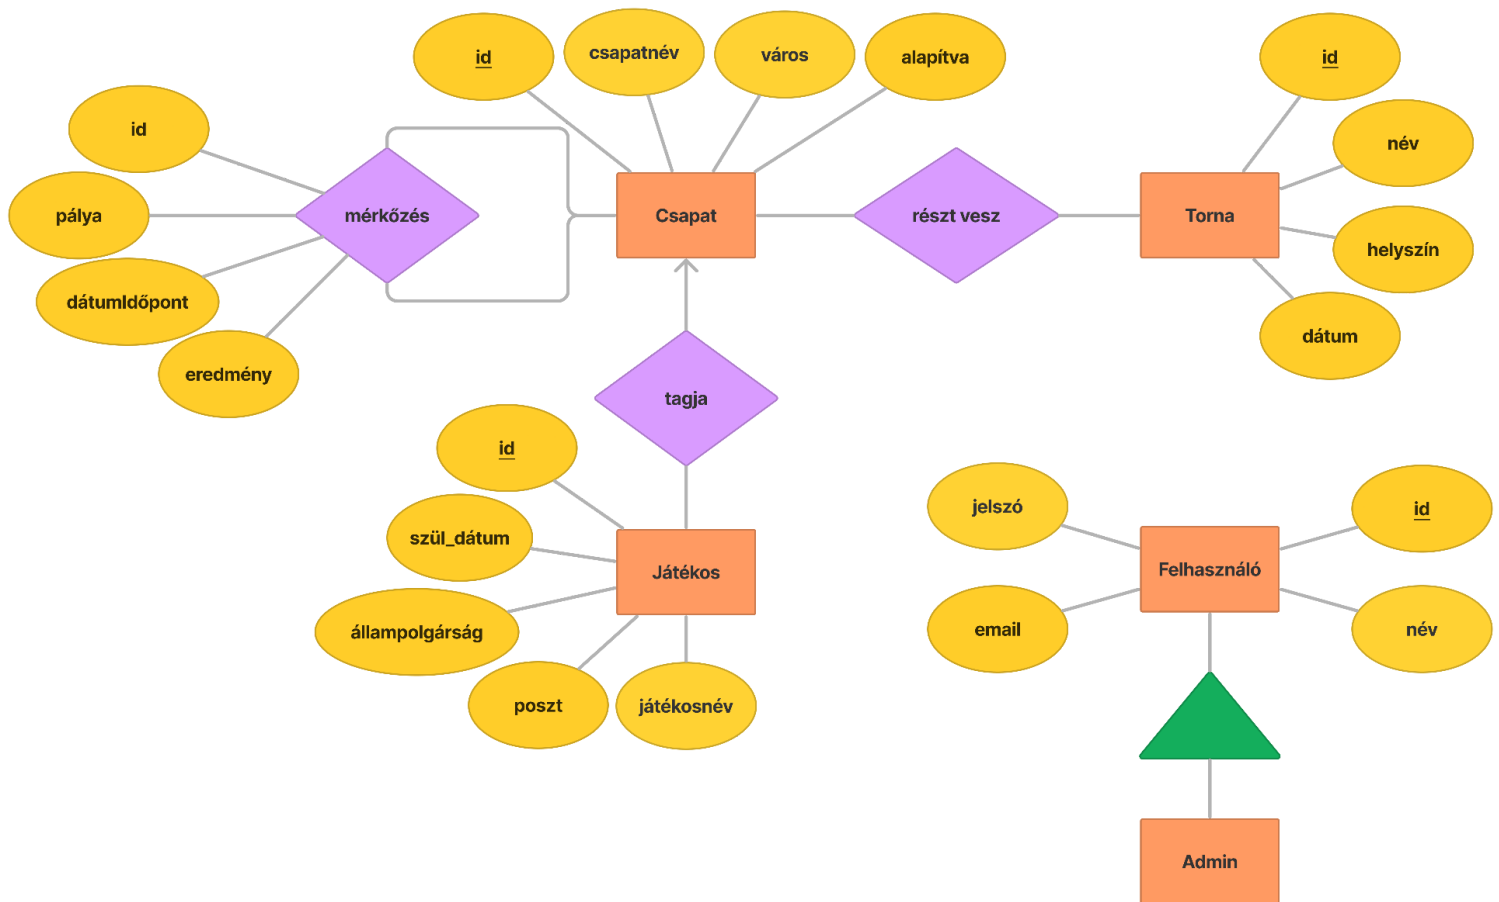 id
csapatnév
város
alapítva
id
id
név
pálya
mérkőzés
Csapat
részt vesz
Torna
helyszín
dátumIdőpont
dátum
eredmény
tagja
id
szül_dátum
jelszó
id
Játékos
Felhasználó
állampolgárság
email
név
poszt
játékosnév
Admin